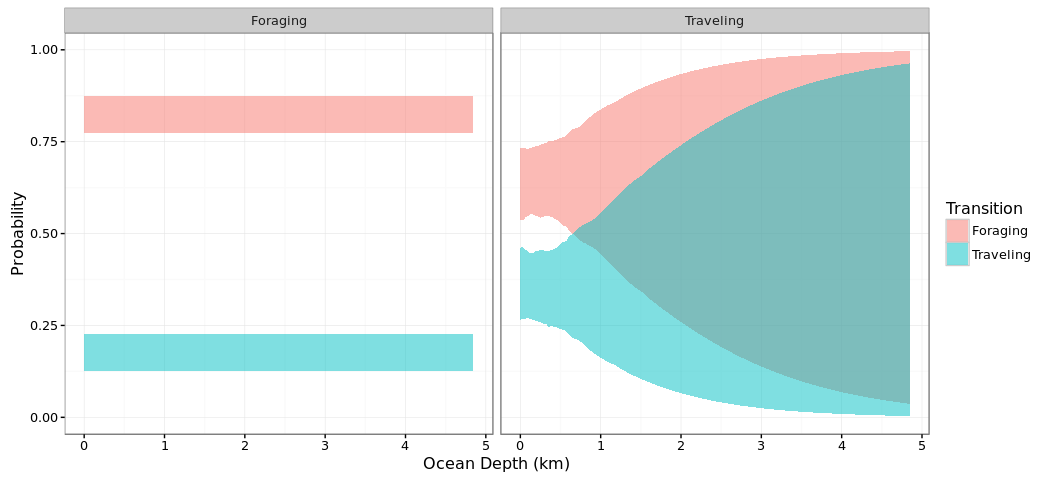 Foraging
Traveling
1.00
0.75
0.50
0.25
0.00
Probability
0 1 2 3 4 5
0 1 2 3 4 5
Ocean Depth (km)
Transition
Foraging
Traveling